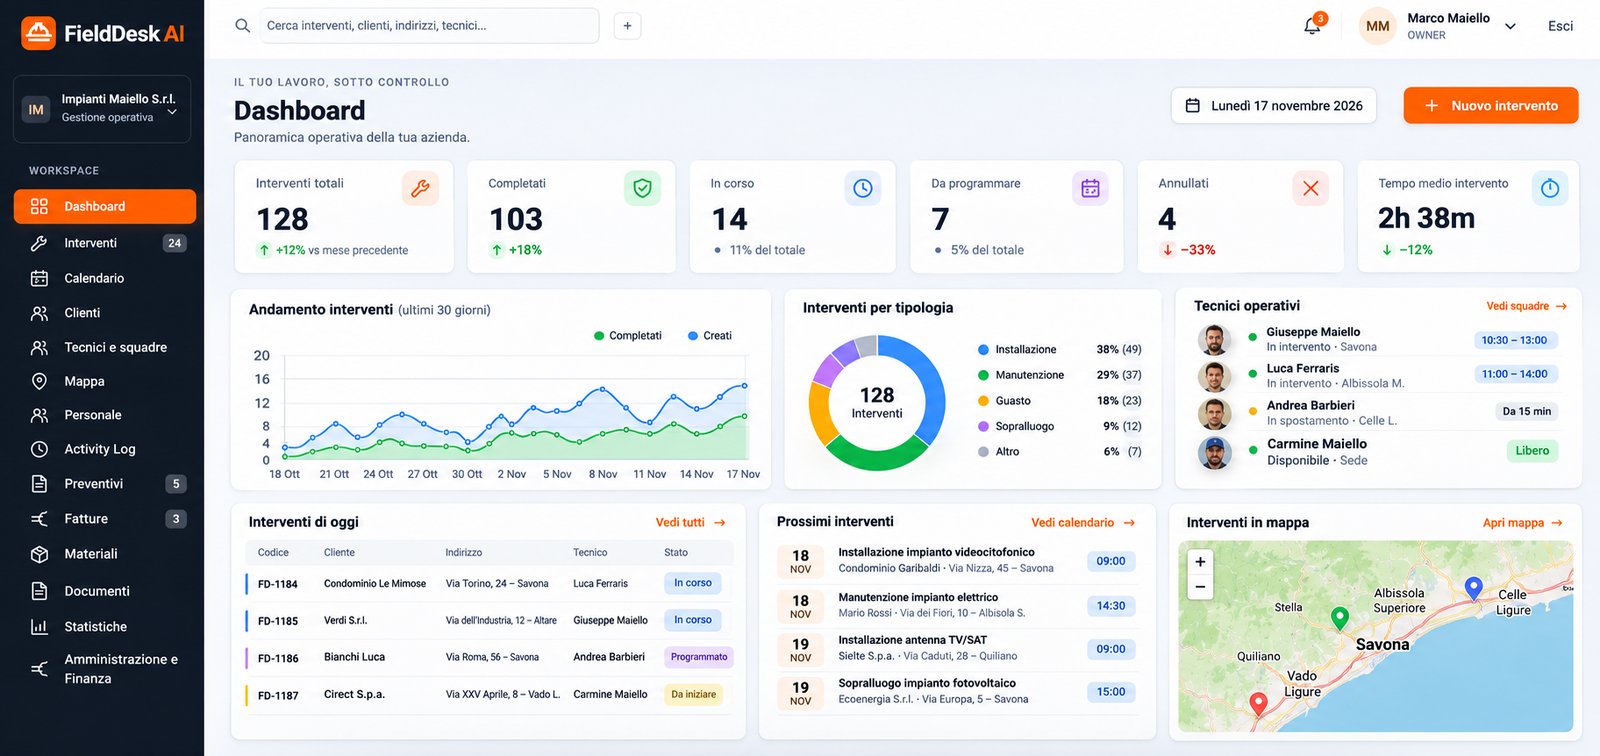 FieldDesk AI
IM
Impianti Maiello S.r.l.
Gestione operativa
WORKSPACE
Dashboard
Interventi 24
Calendario
Clienti
Tecnici e squadre
Mappa
Personale
Activity Log
Preventivi 5
Fatture 3
Materiali
Documenti
Statistiche
Amministrazione e
Finanza
Cerca interventi, clienti, indirizzi, tecnici...
+
3
MM
Marco Maiello
OWNER
Esci
IL TUO LAVORO, SOTTO CONTROLLO
Dashboard
Panoramica operativa della tua azienda.
Lunedì 17 novembre 2026
+ Nuovo intervento
Interventi totali
128
↑ +12% vs mese precedente
Completati
103
↑ +18%
In corso
14
• 11% del totale
Da programmare
7
• 5% del totale
Annullati
4
↓ −33%
Tempo medio intervento
2h 38m
↓ −12%
Andamento interventi (ultimi 30 giorni)
Completati Creati
20
16
12
8
4
0
18 Ott 21 Ott 24 Ott 27 Ott 30 Ott 2 Nov 5 Nov 8 Nov 11 Nov 14 Nov 17 Nov
Interventi per tipologia
128
Interventi
Installazione 38% (49)
Manutenzione 29% (37)
Guasto 18% (23)
Sopralluogo 9% (12)
Altro 6% (7)
Tecnici operativi
Vedi squadre →
Giuseppe Maiello
In intervento · Savona
10:30 – 13:00
Luca Ferraris
In intervento · Albissola M.
11:00 – 14:00
Andrea Barbieri
In spostamento · Celle L.
Da 15 min
Carmine Maiello
Disponibile · Sede
Libero
Interventi di oggi
Vedi tutti →
Codice Cliente Indirizzo Tecnico Stato
FD-1184 Condominio Le Mimose Via Torino, 24 – Savona Luca Ferraris In corso
FD-1185 Verdi S.r.l. Via dell'Industria, 12 – Altare Giuseppe Maiello In corso
FD-1186 Bianchi Luca Via Roma, 56 – Savona Andrea Barbieri Programmato
FD-1187 Cirect S.p.a. Via XXV Aprile, 8 – Vado L. Carmine Maiello Da iniziare
Prossimi interventi
Vedi calendario →
18 NOV
Installazione impianto videocitofonico
Condominio Garibaldi · Via Nizza, 45 – Savona
09:00
18 NOV
Manutenzione impianto elettrico
Mario Rossi · Via dei Fiori, 10 – Albisola S.
14:30
19 NOV
Installazione antenna TV/SAT
Sielte S.p.a. · Via Caduti, 28 – Quiliano
09:00
19 NOV
Sopralluogo impianto fotovoltaico
Ecoenergia S.r.l. · Via Europa, 5 – Savona
15:00
Interventi in mappa
Apri mappa →
+
−
Stella
Albissola
Superiore
Celle
Ligure
Savona
Quiliano
Vado
Ligure